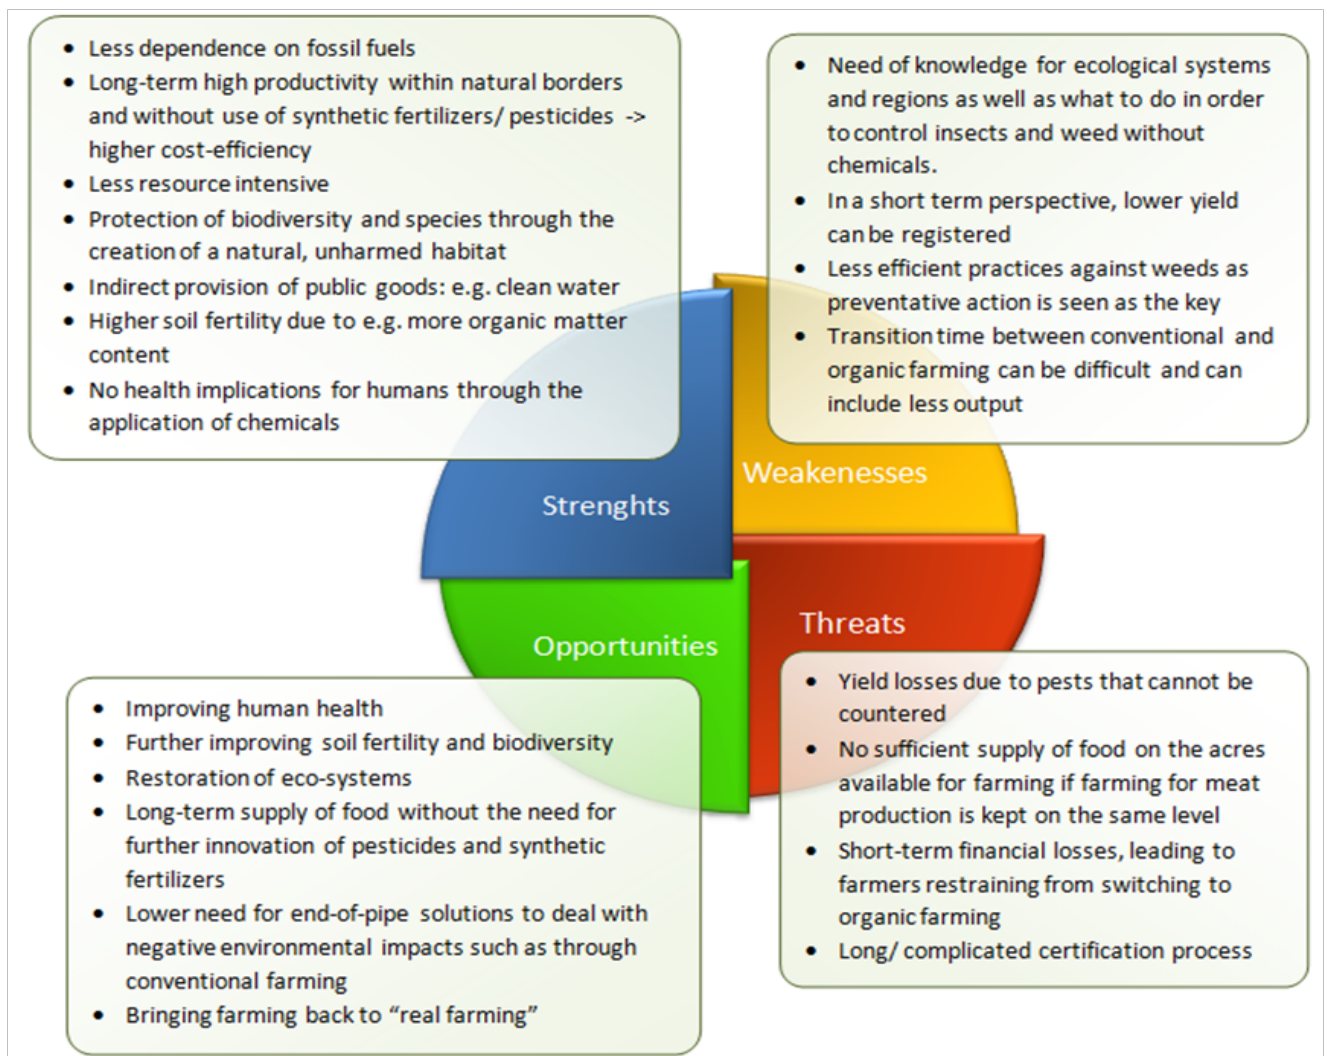 • Less dependence on fossil fuels
• Long-term high productivity within natural borders
and without use of synthetic fertilizers/ pesticides ->
higher cost-efficiency
• Less resource intensive
• Protection of biodiversity and species through the
creation of a natural, unharmed habitat
• Indirect provision of public goods: e.g. clean water
• Higher soil fertility due to e.g. more organic matter
content
• No health implications for humans through the
application of chemicals
Strenghts
• Need of knowledge for ecological systems
and regions as well as what to do in order
to control insects and weed without
chemicals.
• In a short term perspective, lower yield
can be registered
• Less efficient practices against weeds as
preventative action is seen as the key
• Transition time between conventional and
organic farming can be difficult and can
include less output
Weakenesses
Opportunities
• Improving human health
• Further improving soil fertility and biodiversity
• Restoration of eco-systems
• Long-term supply of food without the need for
further innovation of pesticides and synthetic
fertilizers
• Lower need for end-of-pipe solutions to deal with
negative environmental impacts such as through
conventional farming
• Bringing farming back to “real farming”
Threats
• Yield losses due to pests that cannot be
countered
• No sufficient supply of food on the acres
available for farming if farming for meat
production is kept on the same level
• Short-term financial losses, leading to
farmers restraining from switching to
organic farming
• Long/ complicated certification process